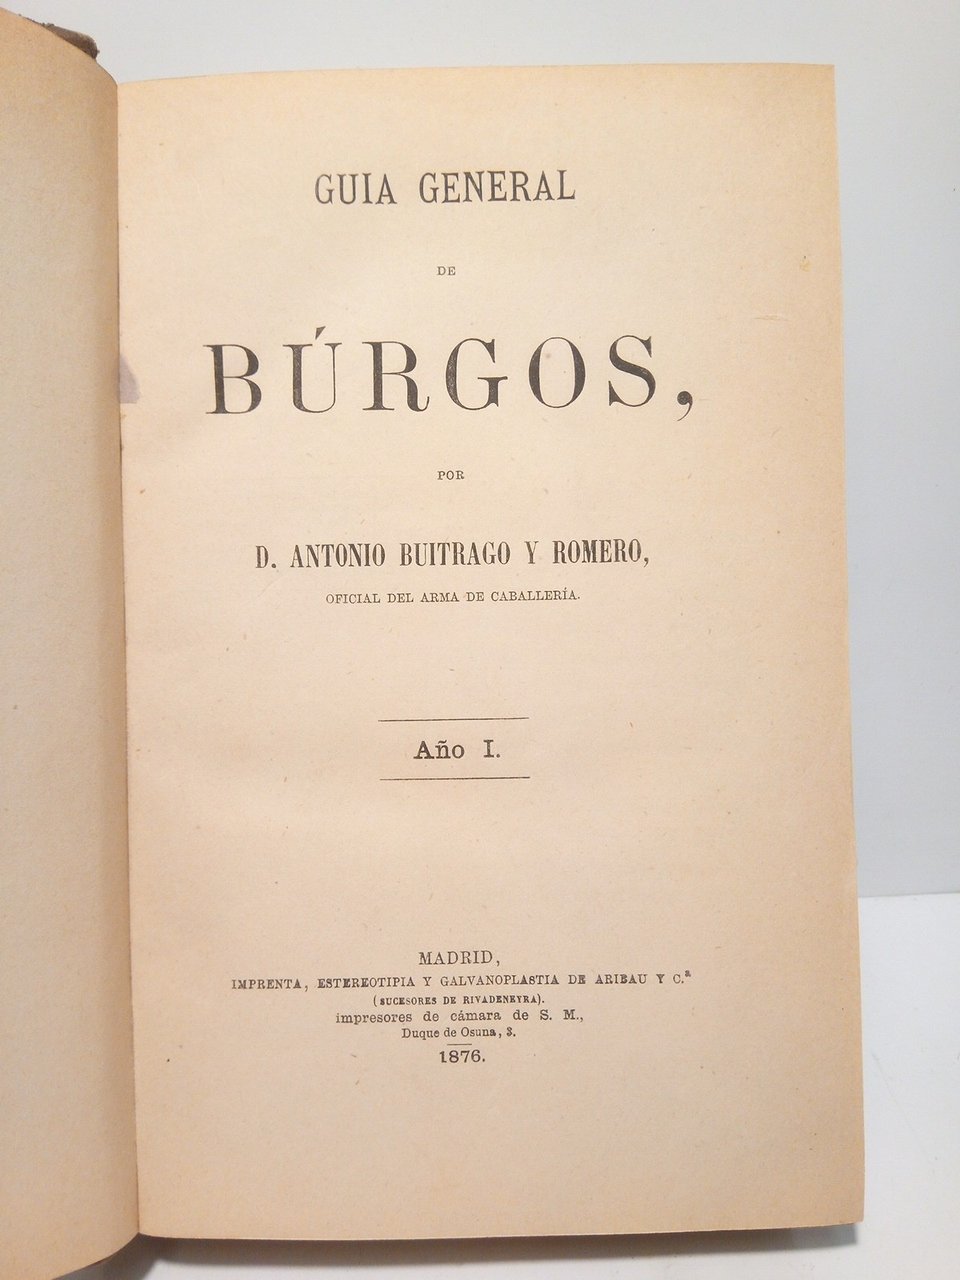 GUIA GENERAL
DE
BÚRGOS,
POR
D. ANTONIO BUITRAGO Y ROMERO,
OFICIAL DEL ARMA DE CABALLERÍA.
Año I.
MADRID,
IMPRENTA, ESTEREOTIPIA Y GALVANOPLASTIA DE ARIBAU Y C.ª
(SUCESORES DE RIVADENEYRA).
impresores de cámara de S. M.,
Duque de Osuna, 3.
1876.